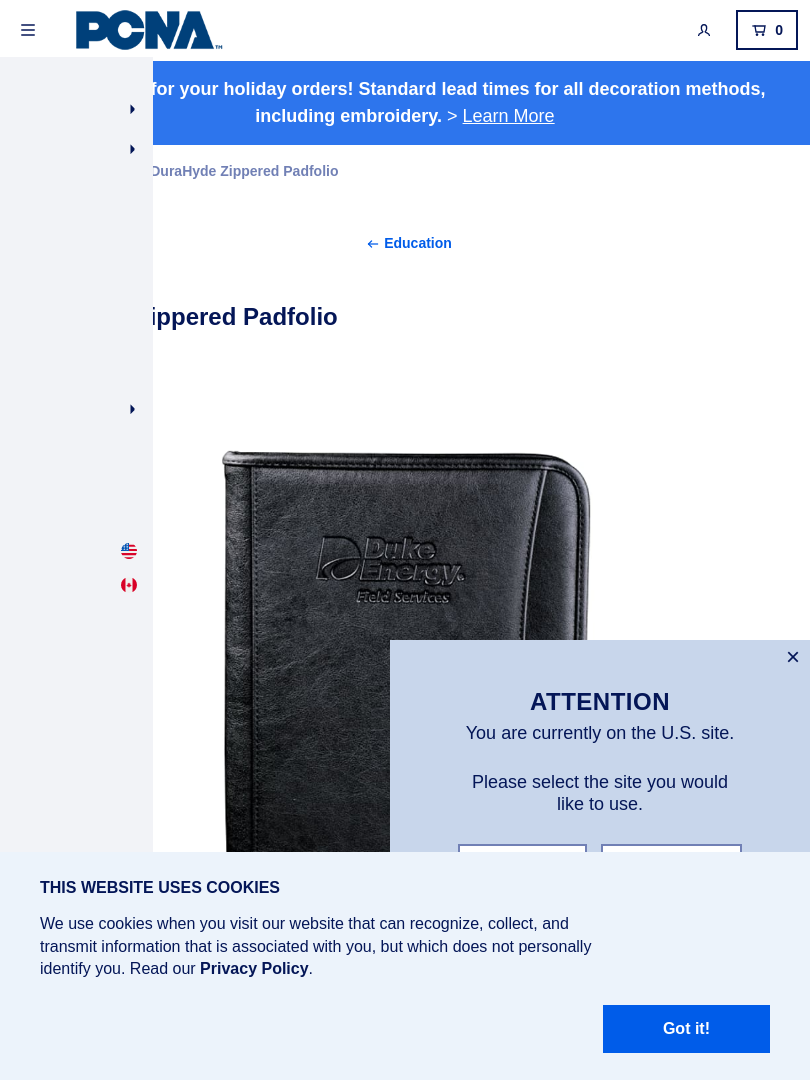 PCNA™
0
for your holiday orders! Standard lead times for all decoration methods,
including embroidery. > Learn More
DuraHyde Zippered Padfolio
← Education
ippered Padfolio
Duke
Energy®
Field Services
×
ATTENTION
You are currently on the U.S. site.
Please select the site you would
like to use.
THIS WEBSITE USES COOKIES
We use cookies when you visit our website that can recognize, collect, and
transmit information that is associated with you, but which does not personally
identify you. Read our Privacy Policy.
Got it!